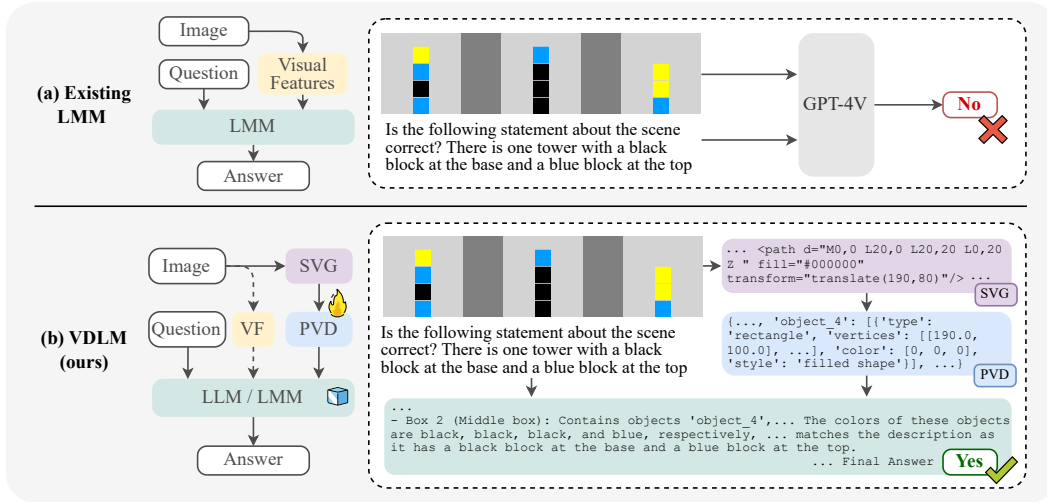 Image
Question
Visual
Features
(a) Existing
LMM
LMM
Answer
Is the following statement about the scene
correct? There is one tower with a black
block at the base and a blue block at the top
GPT-4V
No
Image
SVG
Question
VF
PVD
(b) VDLM
(ours)
LLM / LMM
Answer
Is the following statement about the scene
correct? There is one tower with a black
block at the base and a blue block at the top
... <path d="M0,0 L20,0 L20,20 L0,20
Z " fill="#000000"
transform="translate(190,80)"/> ...
SVG
{..., 'object_4': [{'type':
'rectangle', 'vertices': [[190.0,
100.0], ...], 'color': [0, 0, 0],
'style': 'filled shape'}], ...}
PVD
...
- Box 2 (Middle box): Contains objects 'object_4',... The colors of these objects
are black, black, black, and blue, respectively, ... matches the description as
it has a black block at the base and a blue block at the top.
... Final Answer Yes